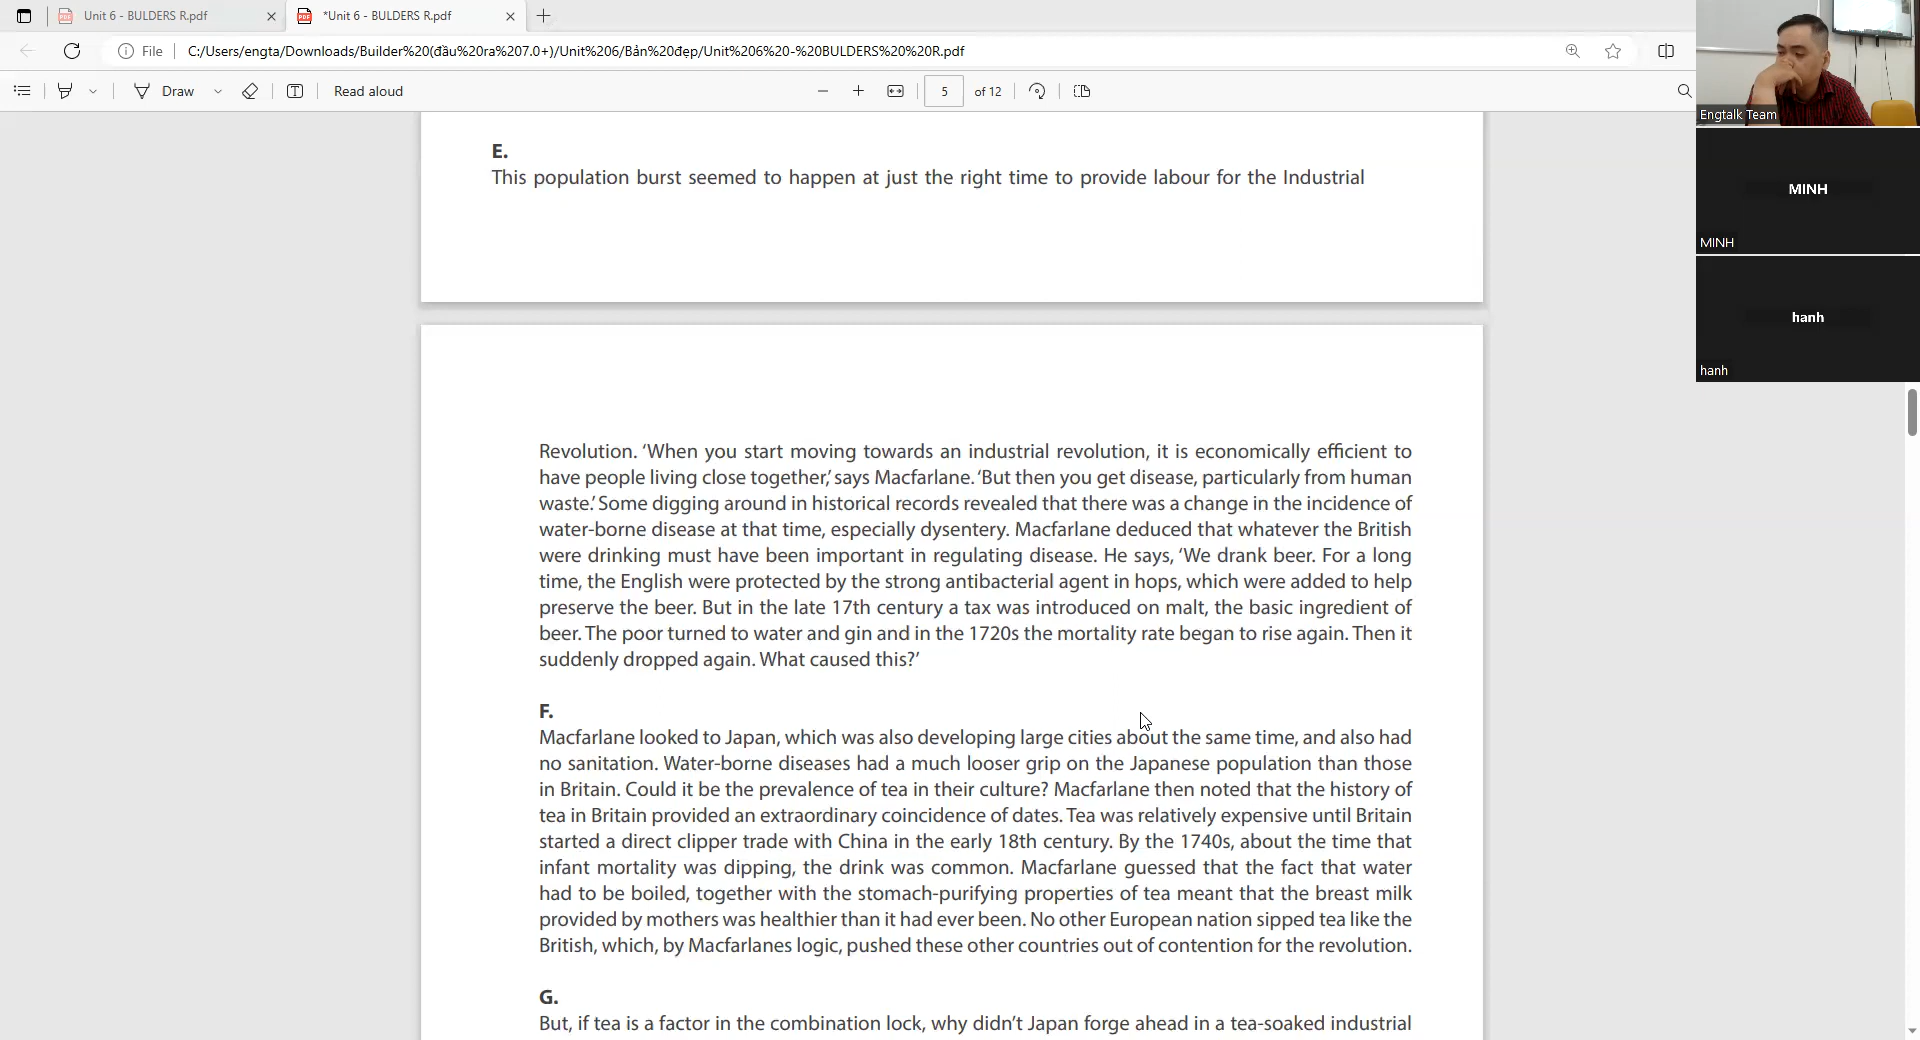 Unit 6 - BULDERS R.pdf
*Unit 6 - BULDERS R.pdf
File
C:/Users/engta/Downloads/Builder%20(đầu%20ra%207.0+)/Unit%206/Bản%20đẹp/Unit%206%20-%20BULDERS%20%20R.pdf
Draw
Read aloud
5 of 12
Engtalk Team
MINH
MINH
hanh
hanh
E.
This population burst seemed to happen at just the right time to provide labour for the Industrial
Revolution. ‘When you start moving towards an industrial revolution, it is economically efficient to
have people living close together,’ says Macfarlane. ‘But then you get disease, particularly from human
waste.’ Some digging around in historical records revealed that there was a change in the incidence of
water-borne disease at that time, especially dysentery. Macfarlane deduced that whatever the British
were drinking must have been important in regulating disease. He says, ‘We drank beer. For a long
time, the English were protected by the strong antibacterial agent in hops, which were added to help
preserve the beer. But in the late 17th century a tax was introduced on malt, the basic ingredient of
beer. The poor turned to water and gin and in the 1720s the mortality rate began to rise again. Then it
suddenly dropped again. What caused this?’
F.
Macfarlane looked to Japan, which was also developing large cities about the same time, and also had
no sanitation. Water-borne diseases had a much looser grip on the Japanese population than those
in Britain. Could it be the prevalence of tea in their culture? Macfarlane then noted that the history of
tea in Britain provided an extraordinary coincidence of dates. Tea was relatively expensive until Britain
started a direct clipper trade with China in the early 18th century. By the 1740s, about the time that
infant mortality was dipping, the drink was common. Macfarlane guessed that the fact that water
had to be boiled, together with the stomach-purifying properties of tea meant that the breast milk
provided by mothers was healthier than it had ever been. No other European nation sipped tea like the
British, which, by Macfarlanes logic, pushed these other countries out of contention for the revolution.
G.
But, if tea is a factor in the combination lock, why didn’t Japan forge ahead in a tea-soaked industrial